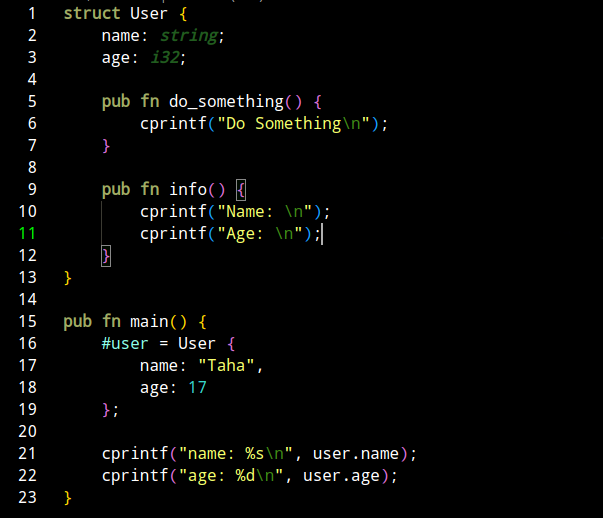 1 struct User {
2     name: string;
3     age: i32;
4
5     pub fn do_something() {
6         cprintf("Do Something\n");
7     }
8
9     pub fn info() {
10         cprintf("Name: \n");
11         cprintf("Age: \n");
12     }
13 }
14
15 pub fn main() {
16     #user = User {
17         name: "Taha",
18         age: 17
19     };
20
21     cprintf("name: %s\n", user.name);
22     cprintf("age: %d\n", user.age);
23 }